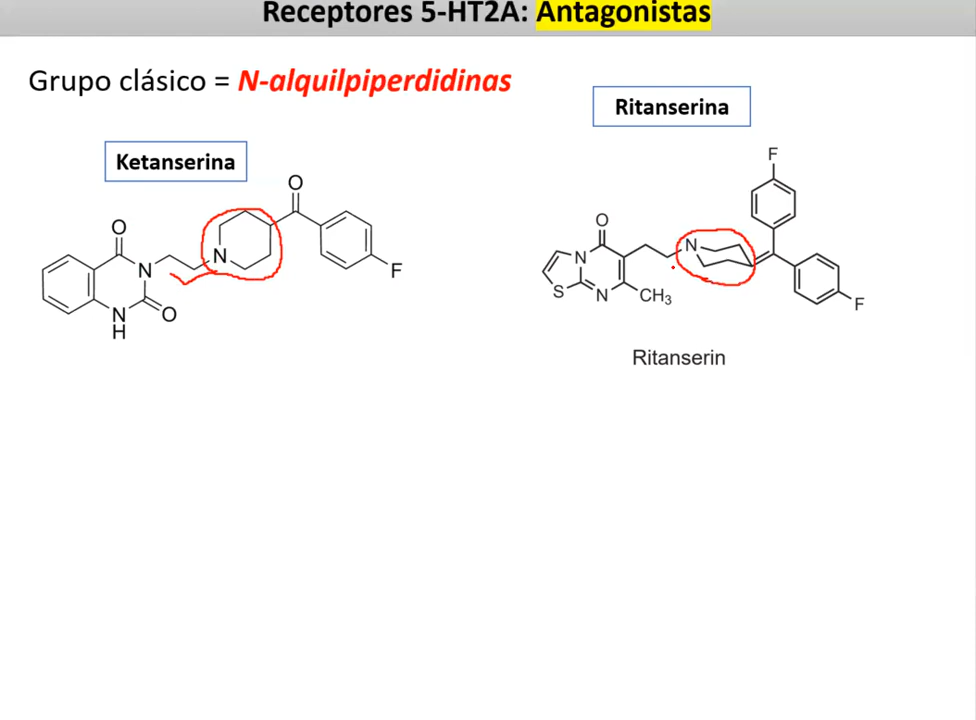 Receptores 5-HT2A: Antagonistas
Grupo clásico = N-alquilpiperdidinas
Ritanserina
Ketanserina
O
N
F
O
N
N
H
O
F
O
N
N
S
N
CH3
F
Ritanserin